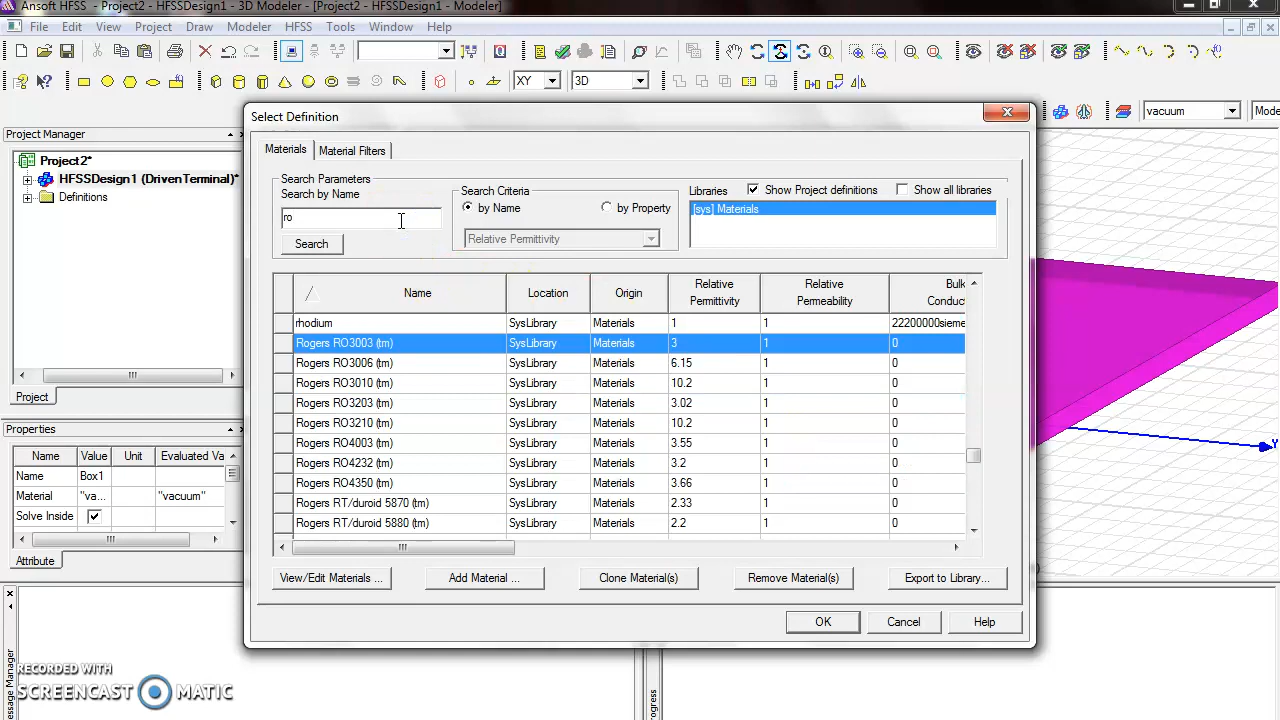 Ansoft HFSS - Project2 - HFSSDesign1 - 3D Modeler - [Project2 - HFSSDesign1 - Modeler]
File Edit View Project Draw Modeler HFSS Tools Window Help
XY 3D
vacuum Mode
Project Manager
Project2*
HFSSDesign1 (DrivenTerminal)*
Definitions
Project
Properties
Name Value Unit Evaluated Va
Name Box1
Material "va... "vacuum"
Solve Inside
Attribute
Select Definition
Materials Material Filters
Search Parameters
Search by Name
ro
Search
Search Criteria
by Name by Property
Relative Permittivity
Libraries Show Project definitions Show all libraries
[sys] Materials
/ Name Location Origin Relative Permittivity Relative Permeability Bulk Conduct
rhodium SysLibrary Materials 1 1 22200000sieme
Rogers RO3003 (tm) SysLibrary Materials 3 1 0
Rogers RO3006 (tm) SysLibrary Materials 6.15 1 0
Rogers RO3010 (tm) SysLibrary Materials 10.2 1 0
Rogers RO3203 (tm) SysLibrary Materials 3.02 1 0
Rogers RO3210 (tm) SysLibrary Materials 10.2 1 0
Rogers RO4003 (tm) SysLibrary Materials 3.55 1 0
Rogers RO4232 (tm) SysLibrary Materials 3.2 1 0
Rogers RO4350 (tm) SysLibrary Materials 3.66 1 0
Rogers RT/duroid 5870 (tm) SysLibrary Materials 2.33 1 0
Rogers RT/duroid 5880 (tm) SysLibrary Materials 2.2 1 0
View/Edit Materials... Add Material ... Clone Material(s) Remove Material(s) Export to Library...
OK Cancel Help
Y
essage Manager
rogress
RECORDED WITH
SCREENCAST MATIC